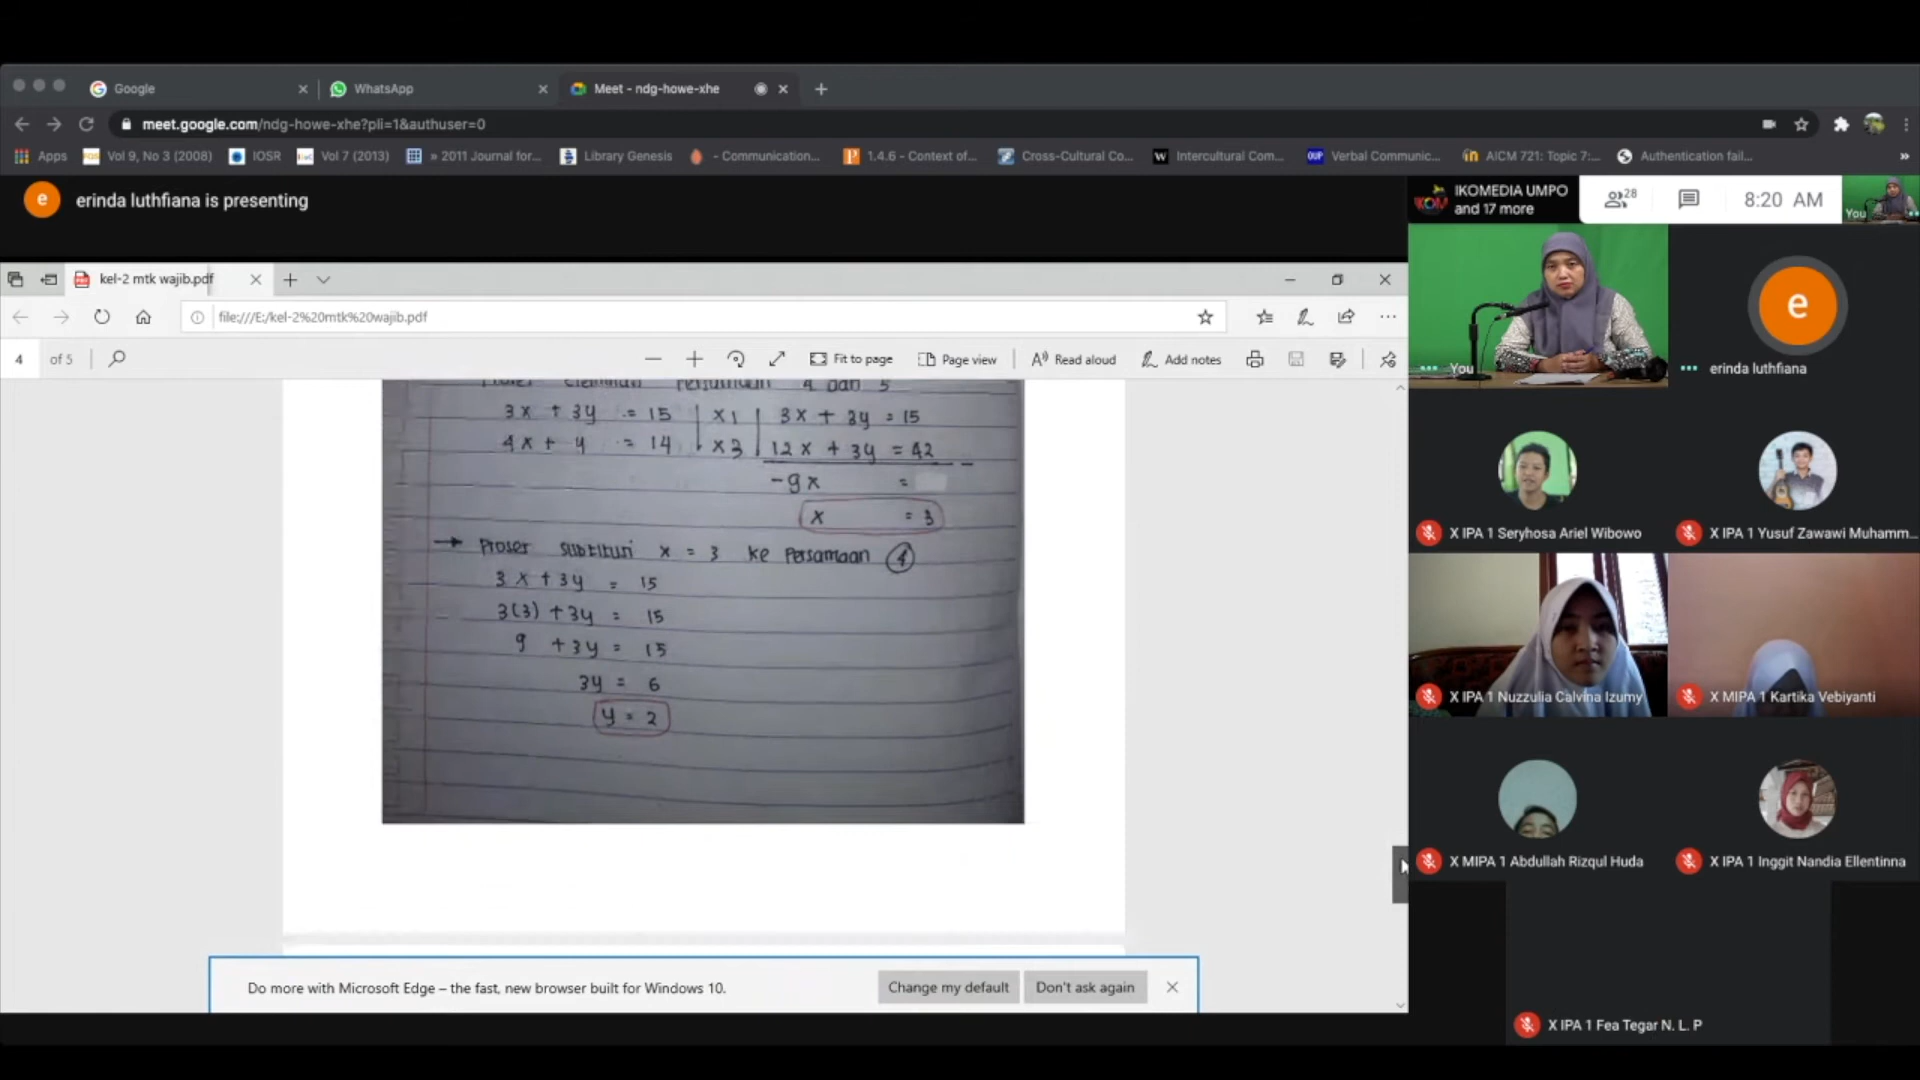 Google
WhatsApp
Meet - ndg-howe-xhe
meet.google.com/ndg-howe-xhe?pli=1&authuser=0
Apps
Vol 9, No 3 (2008)
IOSR
Vol 7 (2013)
» 2011 Journal for...
Library Genesis
- Communication...
1.4.6 - Context of...
Cross-Cultural Co...
Intercultural Com...
Verbal Communic...
AICM 721: Topic 7:...
Authentication fail...
»
e
erinda luthfiana is presenting
IKOMEDIA UMPO
and 17 more
28
8:20 AM
You
kel-2 mtk wajib.pdf
file:///E:/kel-2%20mtk%20wajib.pdf
4 of 5
Fit to page
Page view
Read aloud
Add notes
Persamaan 4 dan 5
3x + 3y = 15 | x1 | 3x + 3y = 15
4x + y = 14 | x3 | 12x + 3y = 42
-9x =
x = 3
→ Proses subtitusi x = 3 ke Persamaan 4
3x + 3y = 15
3(3) + 3y = 15
9 + 3y = 15
3y = 6
y = 2
Do more with Microsoft Edge – the fast, new browser built for Windows 10.
Change my default
Don't ask again
You
e
erinda luthfiana
X IPA 1 Seryhosa Ariel Wibowo
X IPA 1 Yusuf Zawawi Muhamm...
X IPA 1 Nuzzulia Calvina Izumy
X MIPA 1 Kartika Vebiyanti
X MIPA 1 Abdullah Rizqul Huda
X IPA 1 Inggit Nandia Ellentinna
X IPA 1 Fea Tegar N. L. P